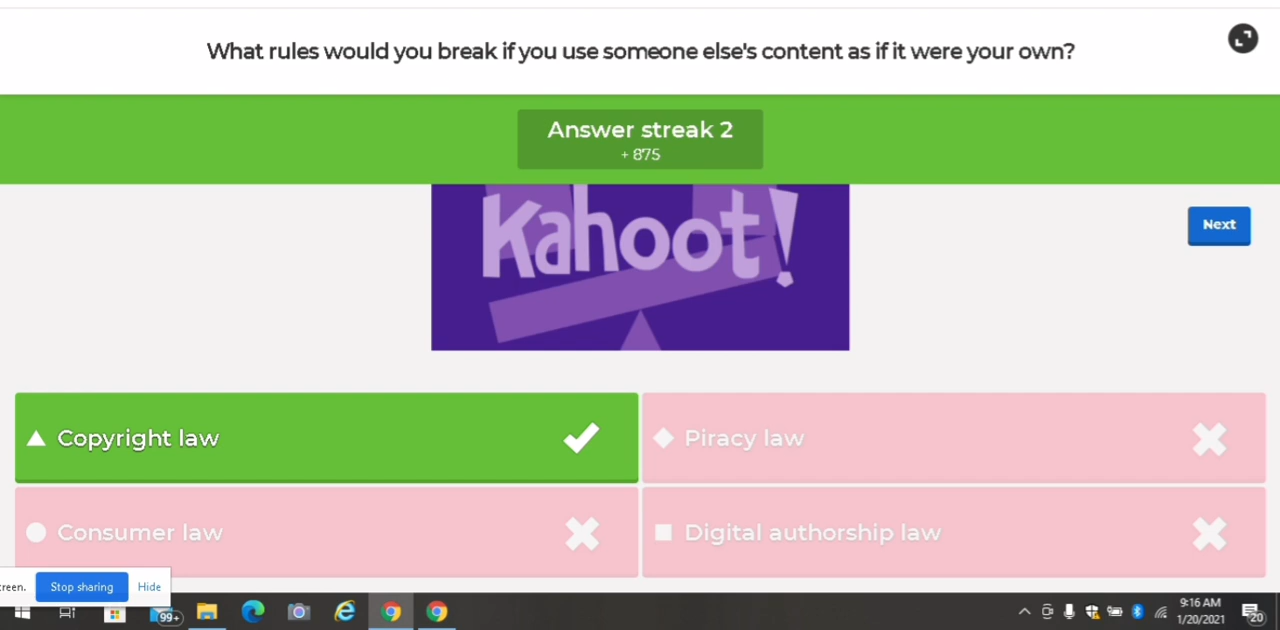 What rules would you break if you use someone else's content as if it were your own?
Answer streak 2
+ 875
Kahoot!
Next
Copyright law
Piracy law
Consumer law
Digital authorship law
creen. Stop sharing Hide
99+
9:16 AM
1/20/2021
20